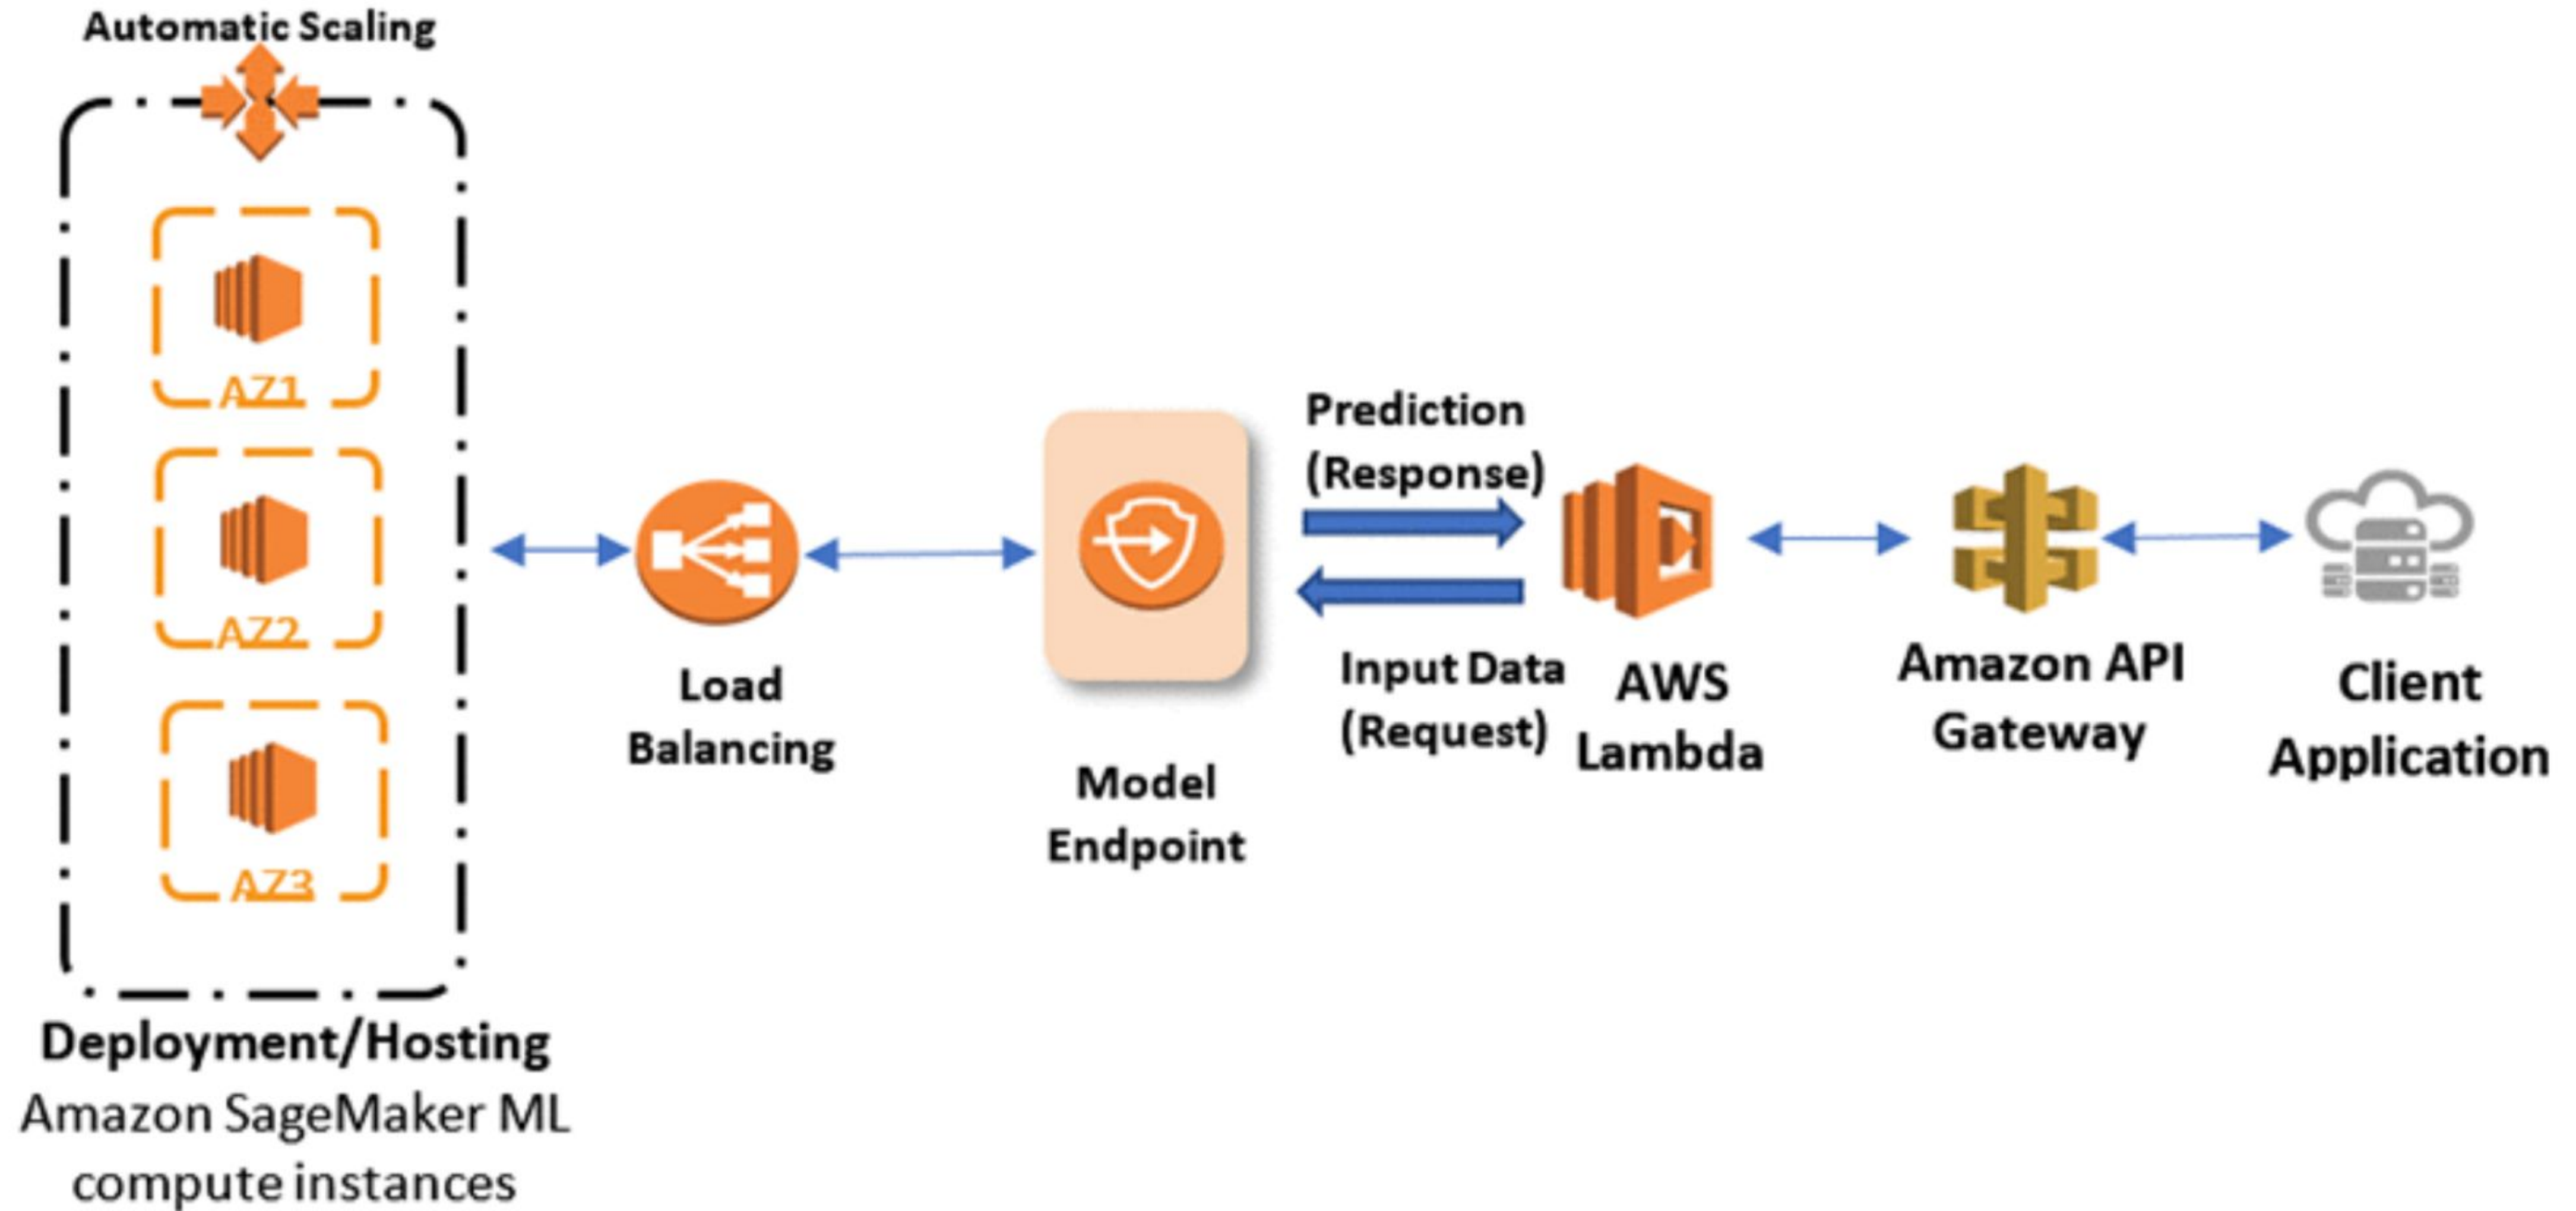 Automatic Scaling
AZ1
AZ2
AZ3
Deployment/Hosting
Amazon SageMaker ML
compute instances
Load
Balancing
Model
Endpoint
Prediction
(Response)
Input Data
(Request)
AWS
Lambda
Amazon API
Gateway
Client
Application